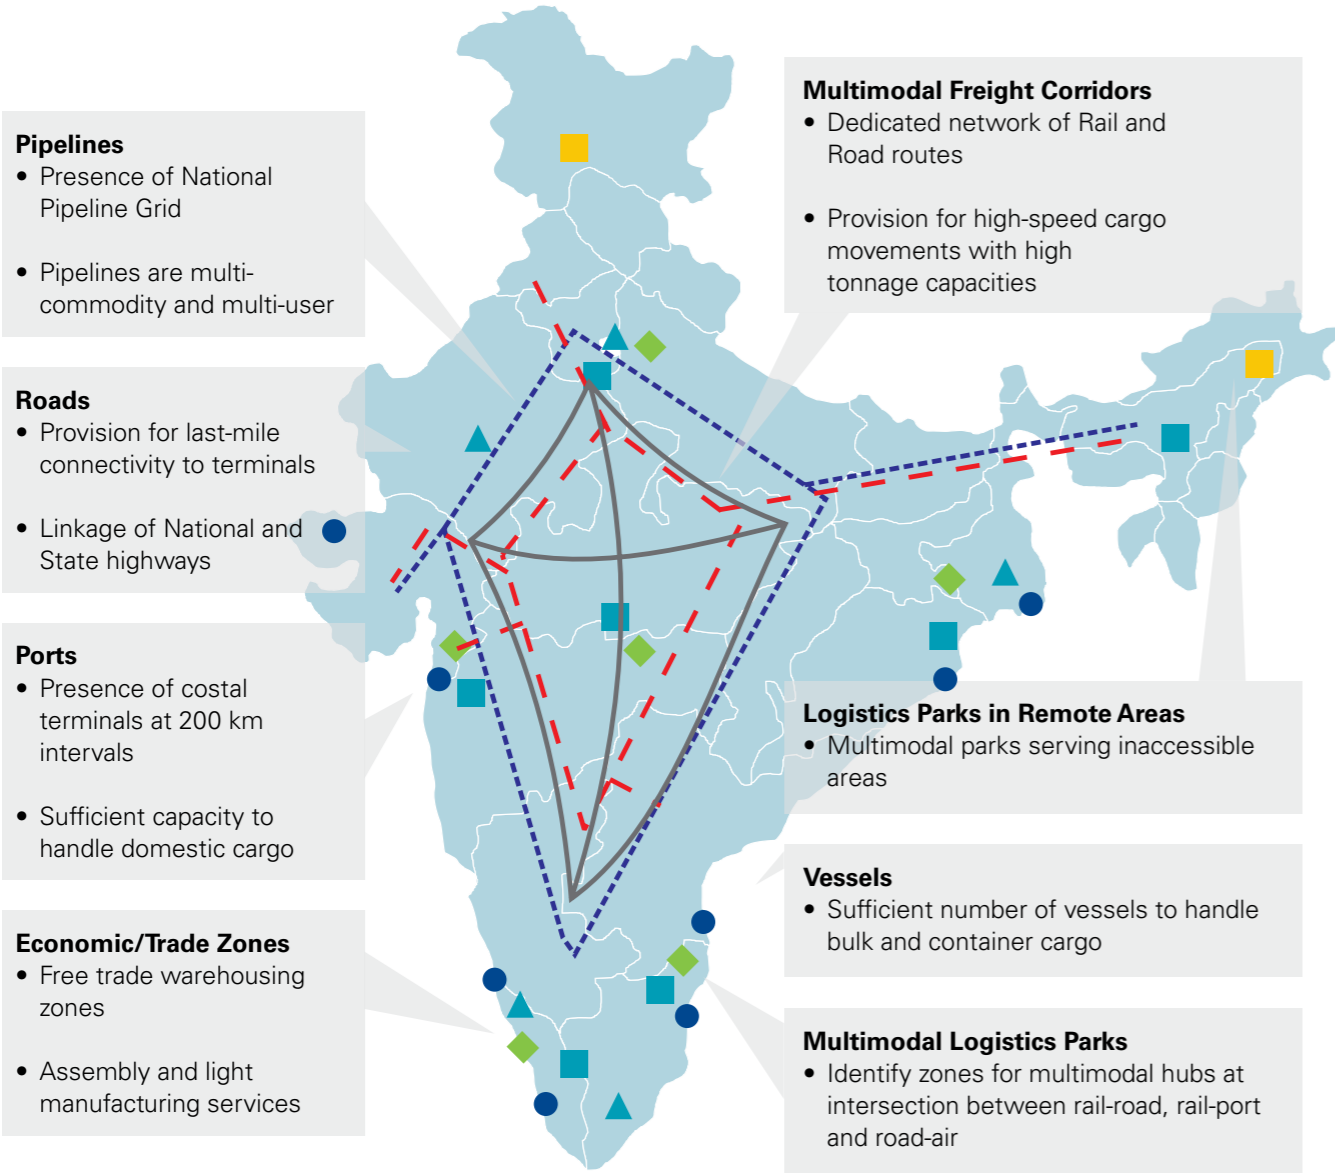 Pipelines
• Presence of National
Pipeline Grid
• Pipelines are multi-
commodity and multi-user
Roads
• Provision for last-mile
connectivity to terminals
• Linkage of National and
State highways
Ports
• Presence of costal
terminals at 200 km
intervals
• Sufficient capacity to
handle domestic cargo
Economic/Trade Zones
• Free trade warehousing
zones
• Assembly and light
manufacturing services
Multimodal Freight Corridors
• Dedicated network of Rail and
Road routes
• Provision for high-speed cargo
movements with high
tonnage capacities
Logistics Parks in Remote Areas
• Multimodal parks serving inaccessible
areas
Vessels
• Sufficient number of vessels to handle
bulk and container cargo
Multimodal Logistics Parks
• Identify zones for multimodal hubs at
intersection between rail-road, rail-port
and road-air